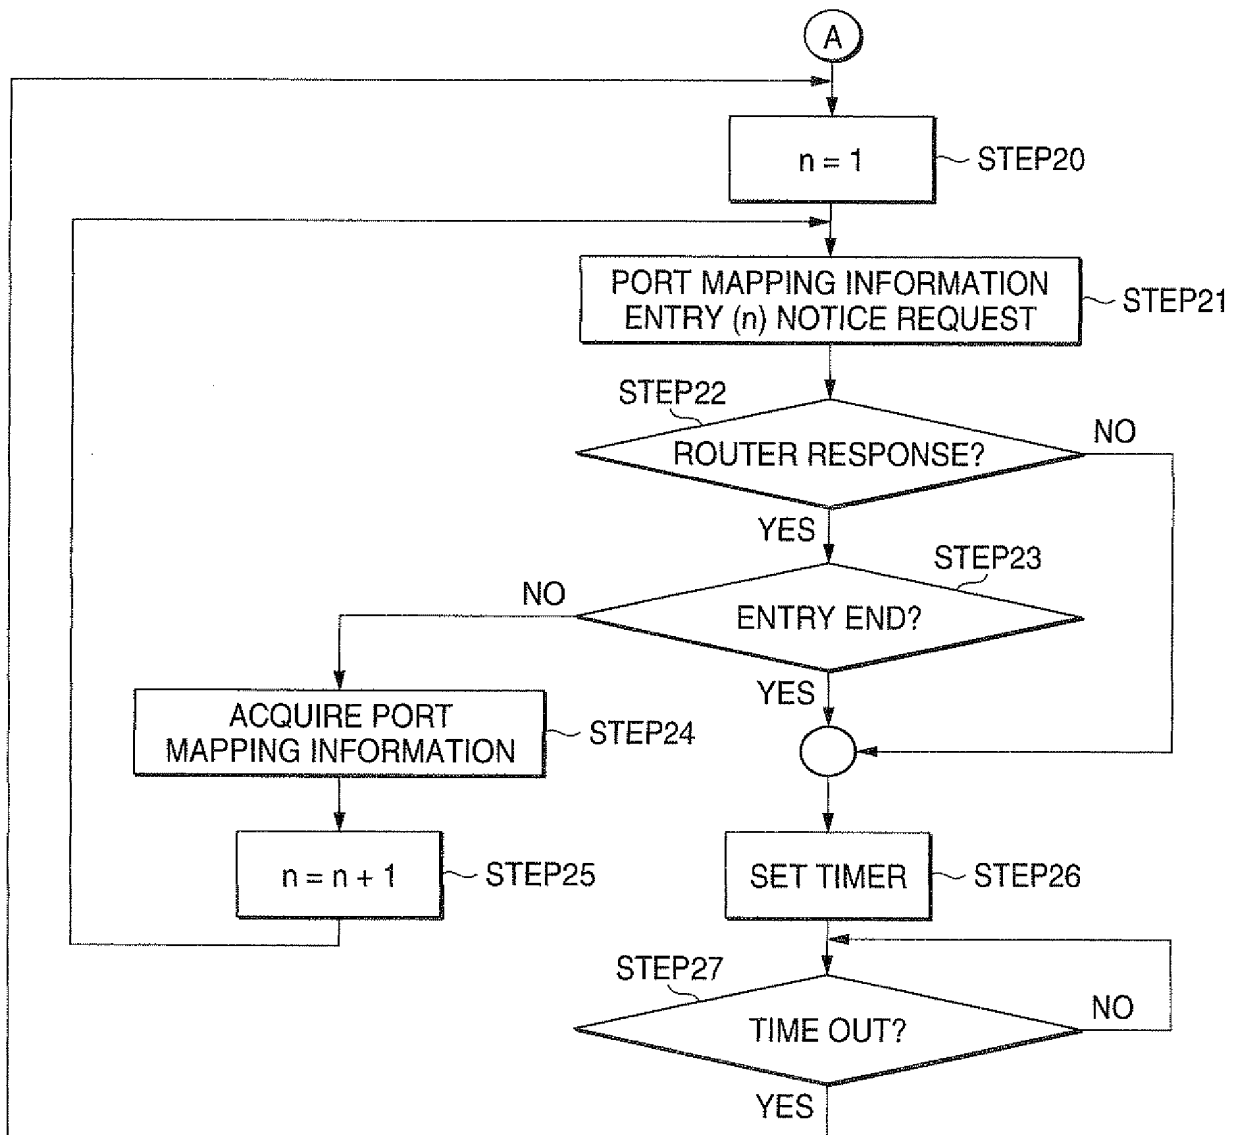 A
n = 1
STEP20
PORT MAPPING INFORMATION
ENTRY (n) NOTICE REQUEST
STEP21
STEP22
ROUTER RESPONSE?
NO
YES
STEP23
NO
ENTRY END?
YES
ACQUIRE PORT
MAPPING INFORMATION
STEP24
n = n + 1
STEP25
SET TIMER
STEP26
STEP27
TIME OUT?
NO
YES